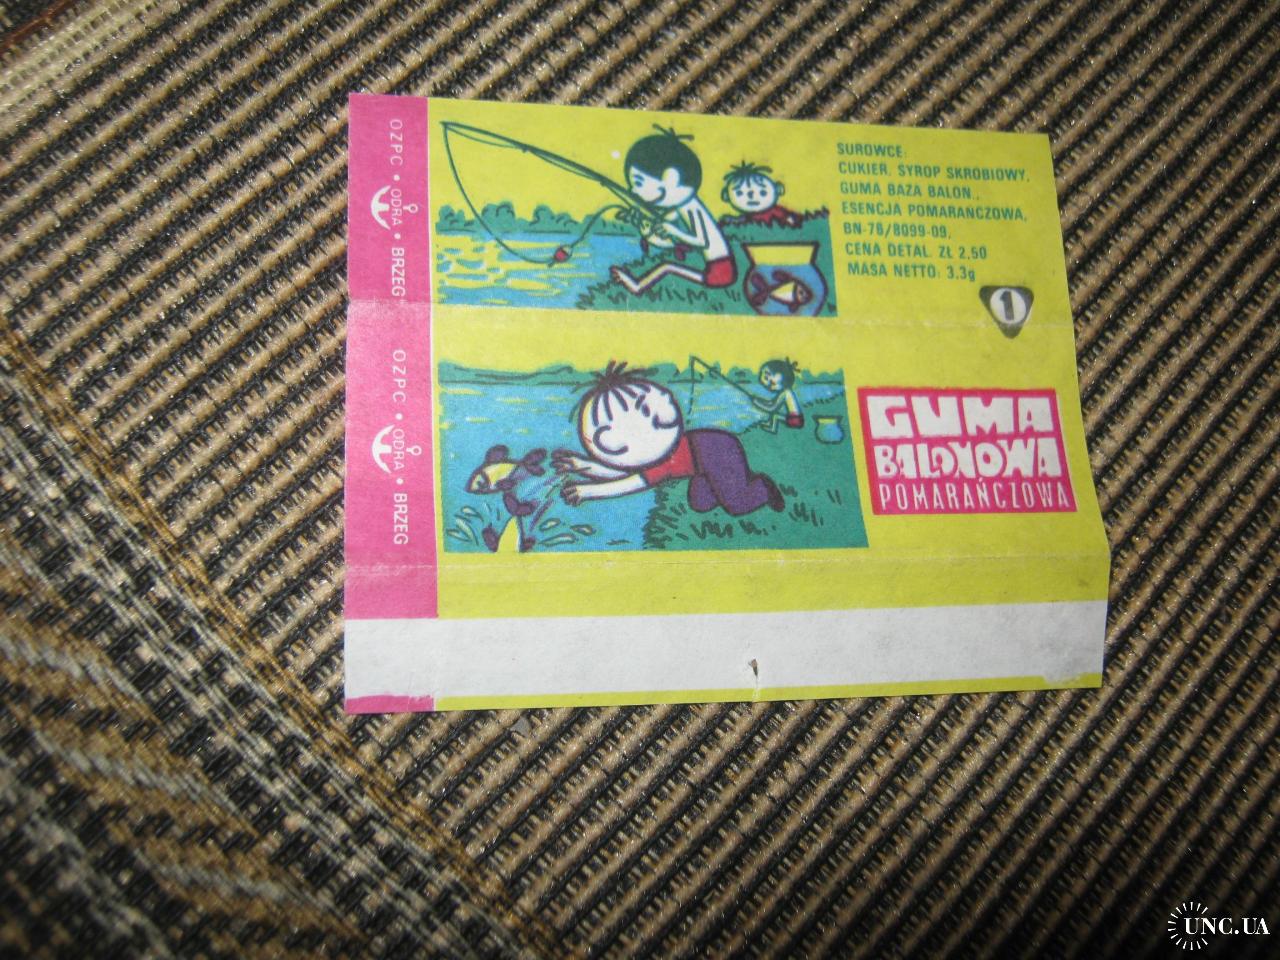 OZPC • ODRA • BRZEG
OZPC • ODRA • BRZEG
SUROWCE:
CUKIER, SYROP SKROBIOWY,
GUMA BAZA BALON.,
ESENCJA POMARAŃCZOWA,
BN-76/8099-09,
CENA DETAL. ZŁ 2,50
MASA NETTO: 3,3g
1
GUMA
BALONOWA
POMARAŃCZOWA
UNC.UA